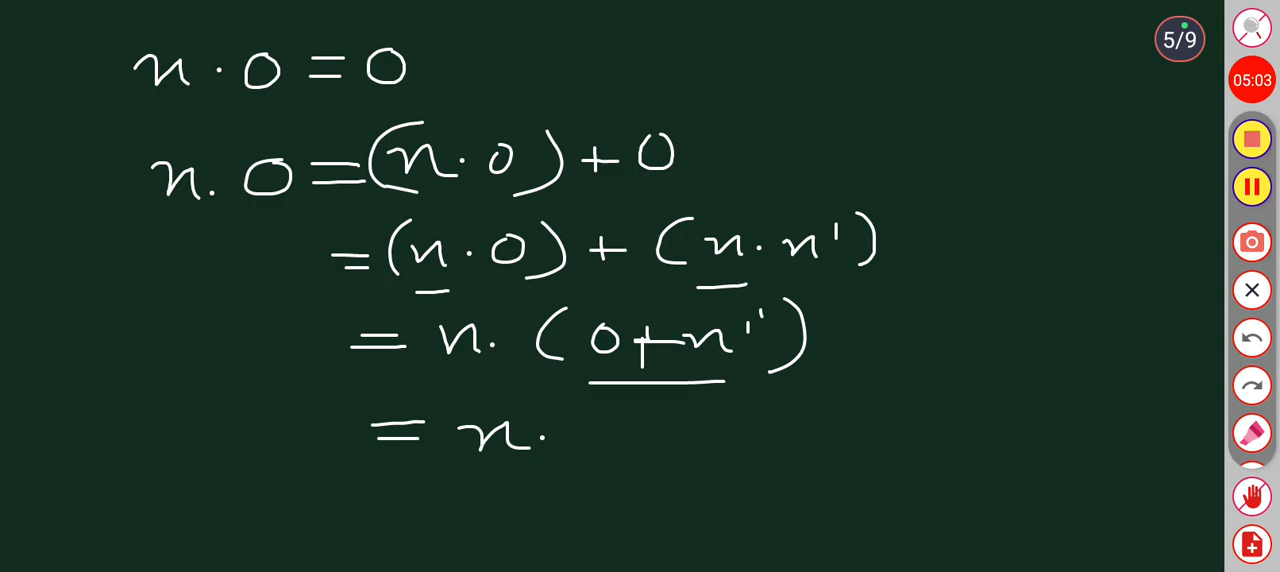 x · 0 = 0
5/9
05:03
x · 0 = (x · 0) + 0
= (x · 0) + (x · x')
= x · (0 + x')
= x ·